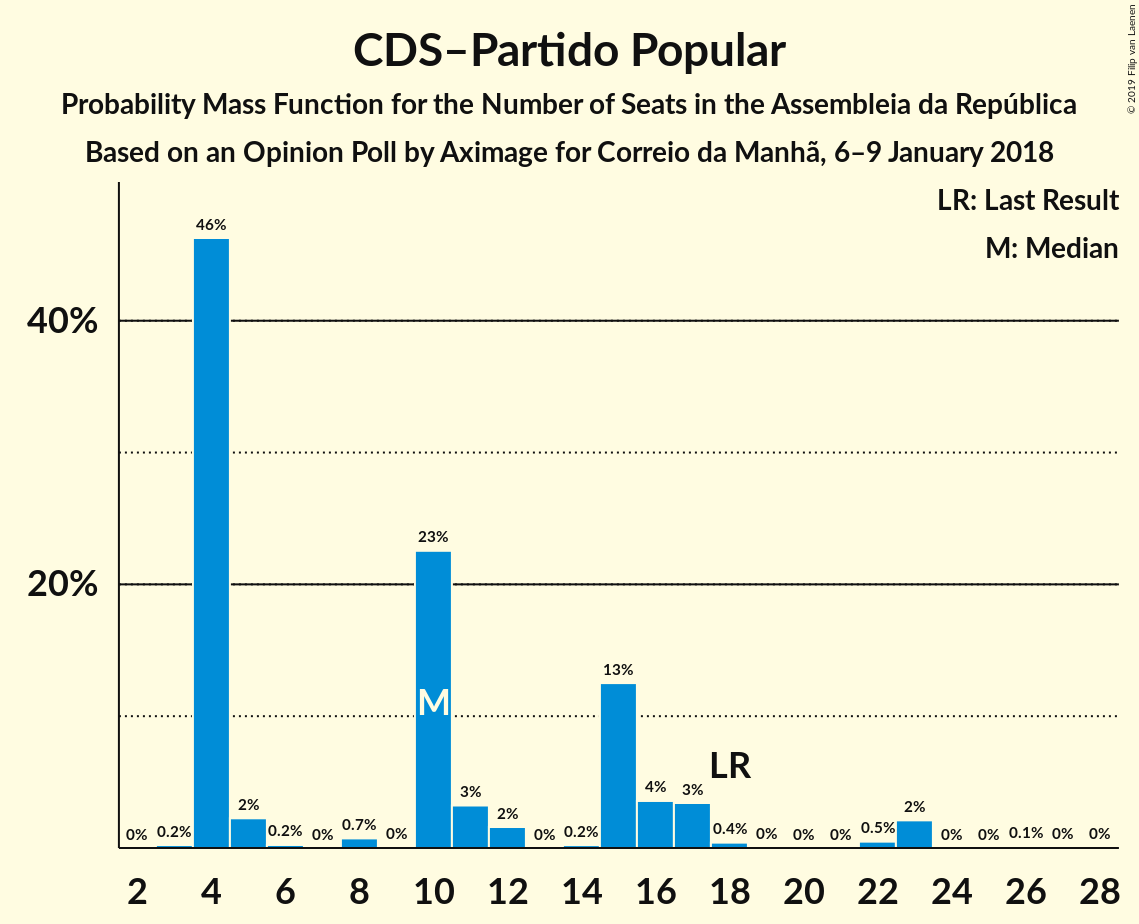 CDS–Partido Popular
Probability Mass Function for the Number of Seats in the Assembleia da República
Based on an Opinion Poll by Aximage for Correio da Manhã, 6–9 January 2018
© 2019 Filip van Laenen
LR: Last Result
M: Median
40%
20%
0% 0.2% 46% 2% 0.2% 0% 0.7% 0% 23% 3% 2% 0% 0.2% 13% 4% 3% 0.4% 0% 0% 0% 0.5% 2% 0% 0% 0.1% 0% 0%
M
LR
2 4 6 8 10 12 14 16 18 20 22 24 26 28